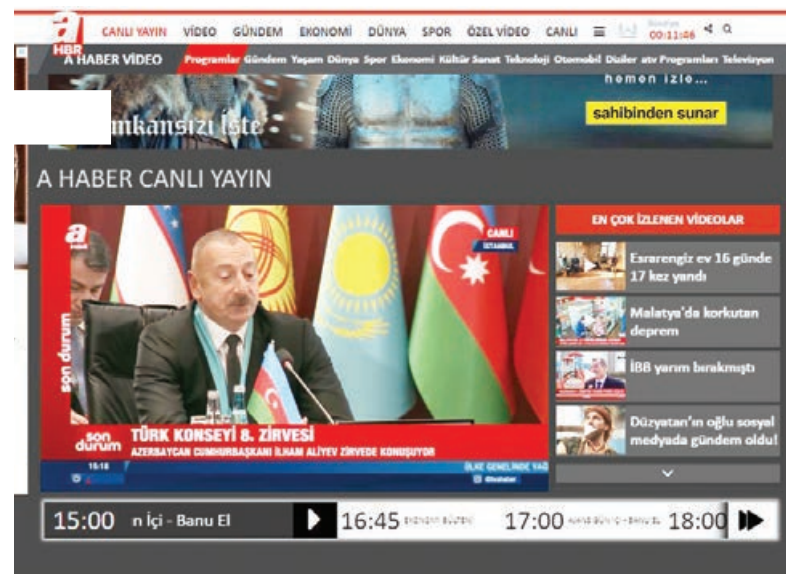 a
HBR
CANLI YAYIN VİDEO GÜNDEM EKONOMİ DÜNYA SPOR ÖZEL VİDEO CANLI
00:11:46
A HABER VİDEO Programlar Gündem Yaşam Dünya Spor Ekonomi Kültür Sanat Teknoloji Otomobil Diziler atv Programları Televizyon
hemen izle...
mkansızı İste
sahibinden sunar
A HABER CANLI YAYIN
a
CANLI
İSTANBUL
son durum
son
durum
TÜRK KONSEYİ 8. ZİRVESİ
AZERBAYCAN CUMHURBAŞKANI İLHAM ALİYEV ZİRVEDE KONUŞUYOR
15:18
ÜLKE GENELİNDE YAĞ
EN ÇOK İZLENEN VİDEOLAR
Esrarengiz ev 16 günde
17 kez yandı
Malatya'da korkutan
deprem
İBB yarım bırakmıştı
Düzyatan'ın oğlu sosyal
medyada gündem oldu!
15:00 n İçi - Banu El 16:45 17:00 18:00